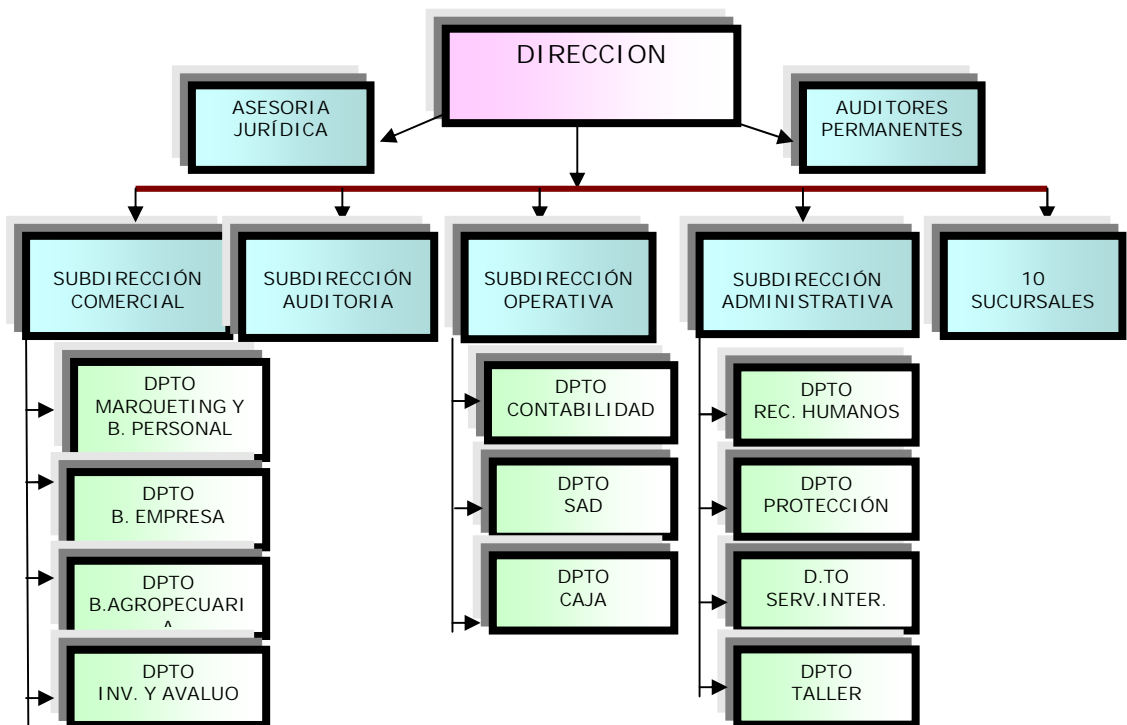 DIRECCION
ASESORIA
JURÍDICA
AUDITORES
PERMANENTES
SUBDIRECCIÓN
COMERCIAL
SUBDIRECCIÓN
AUDITORIA
SUBDIRECCIÓN
OPERATIVA
SUBDIRECCIÓN
ADMINISTRATIVA
10
SUCURSALES
DPTO
MARQUETING Y
B. PERSONAL
DPTO
B. EMPRESA
DPTO
B.AGROPECUARI
A
DPTO
INV. Y AVALUO
DPTO
CONTABILIDAD
DPTO
SAD
DPTO
CAJA
DPTO
REC. HUMANOS
DPTO
PROTECCIÓN
D.TO
SERV.INTER.
DPTO
TALLER